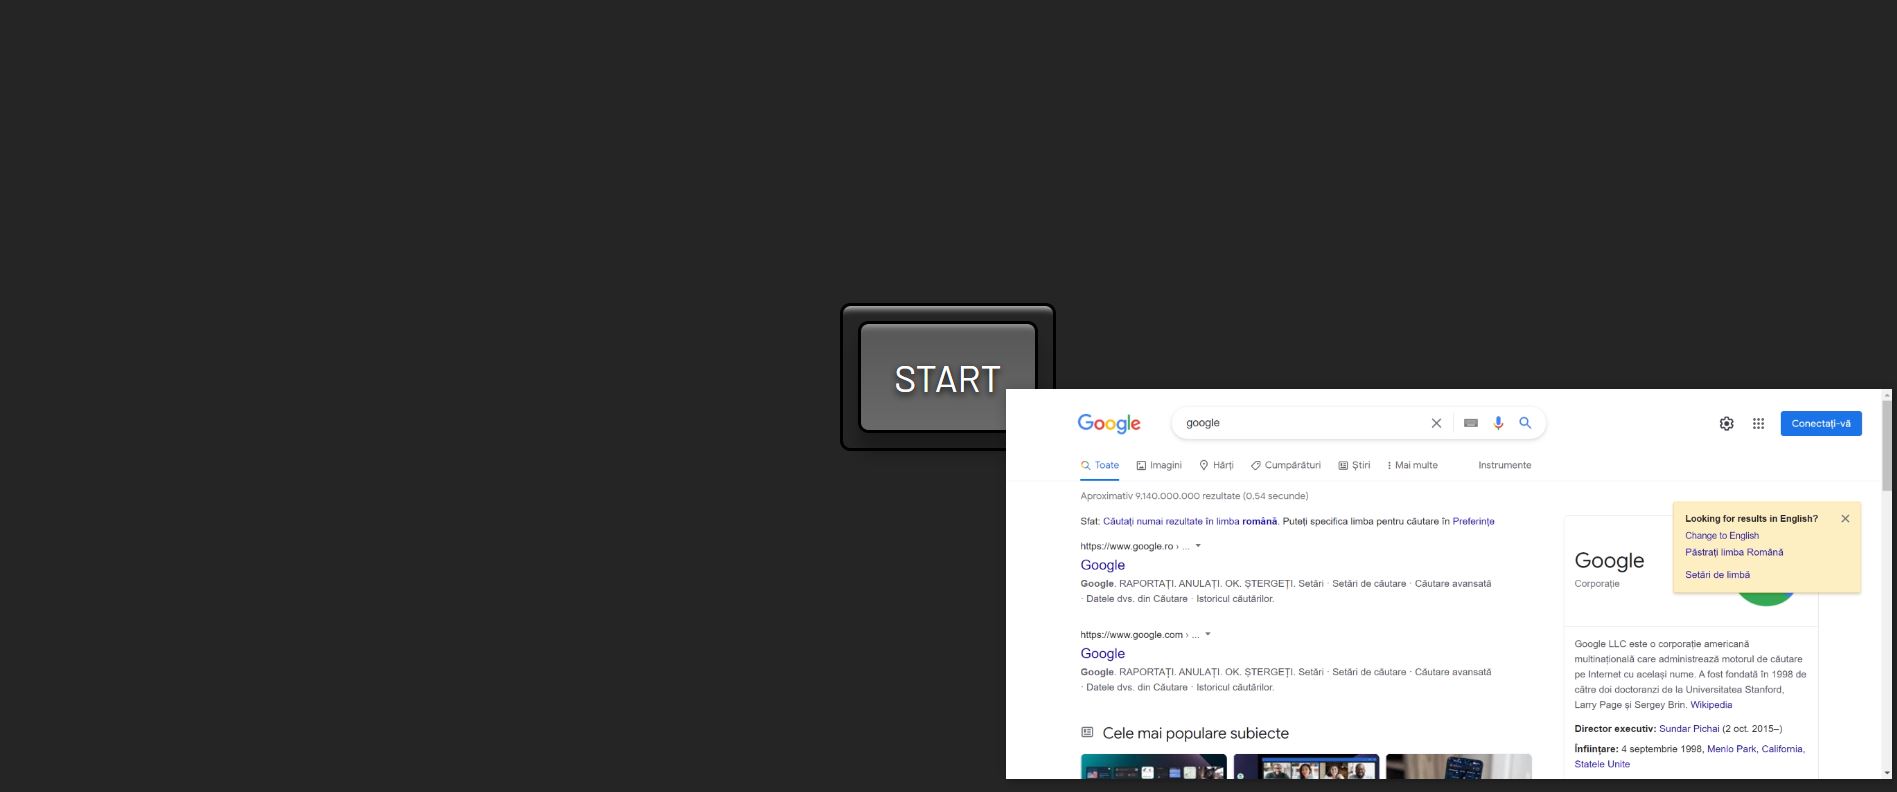 START
Google
google
Conectați-vă
Toate Imagini Hărți Cumpărături Știri Mai multe Instrumente
Aproximativ 9.140.000.000 rezultate (0,54 secunde)
Sfat: Căutați numai rezultate în limba română. Puteți specifica limba pentru căutare în Preferințe
https://www.google.ro › ...
Google
Google. RAPORTAȚI. ANULAȚI. OK. ȘTERGEȚI. Setări · Setări de căutare · Căutare avansată
· Datele dvs. din Căutare · Istoricul căutărilor.
https://www.google.com › ...
Google
Google. RAPORTAȚI. ANULAȚI. OK. ȘTERGEȚI. Setări · Setări de căutare · Căutare avansată
· Datele dvs. din Căutare · Istoricul căutărilor.
Cele mai populare subiecte
Looking for results in English?
Change to English
Păstrați limba Română
Setări de limbă
Google
Corporație
Google LLC este o corporație americană
multinațională care administrează motorul de căutare
pe Internet cu același nume. A fost fondată în 1998 de
către doi doctoranzi de la Universitatea Stanford,
Larry Page și Sergey Brin. Wikipedia
Director executiv: Sundar Pichai (2 oct. 2015–)
Înființare: 4 septembrie 1998, Menlo Park, California,
Statele Unite